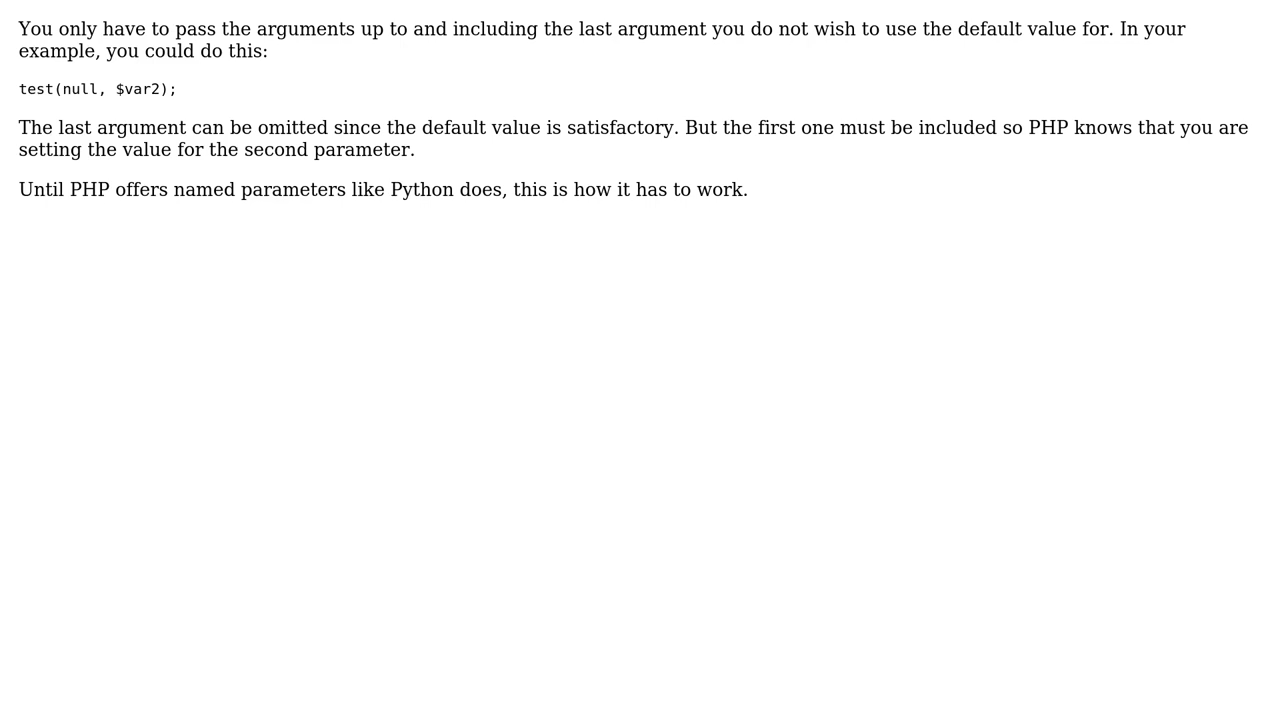 You only have to pass the arguments up to and including the last argument you do not wish to use the default value for. In your
example, you could do this:
test(null, $var2);
The last argument can be omitted since the default value is satisfactory. But the first one must be included so PHP knows that you are
setting the value for the second parameter.
Until PHP offers named parameters like Python does, this is how it has to work.